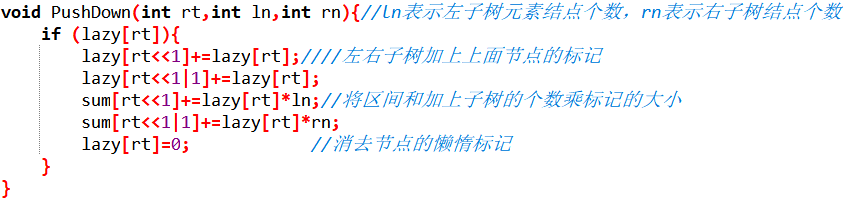 void PushDown(int rt,int ln,int rn){//ln表示左子树元素结点个数，rn表示右子树结点个数
if (lazy[rt]){
lazy[rt<<1]+=lazy[rt];////左右子树加上上面节点的标记
lazy[rt<<1|1]+=lazy[rt];
sum[rt<<1]+=lazy[rt]*ln;//将区间和加上子树的个数乘标记的大小
sum[rt<<1|1]+=lazy[rt]*rn;
lazy[rt]=0; //消去节点的懒惰标记
}
}